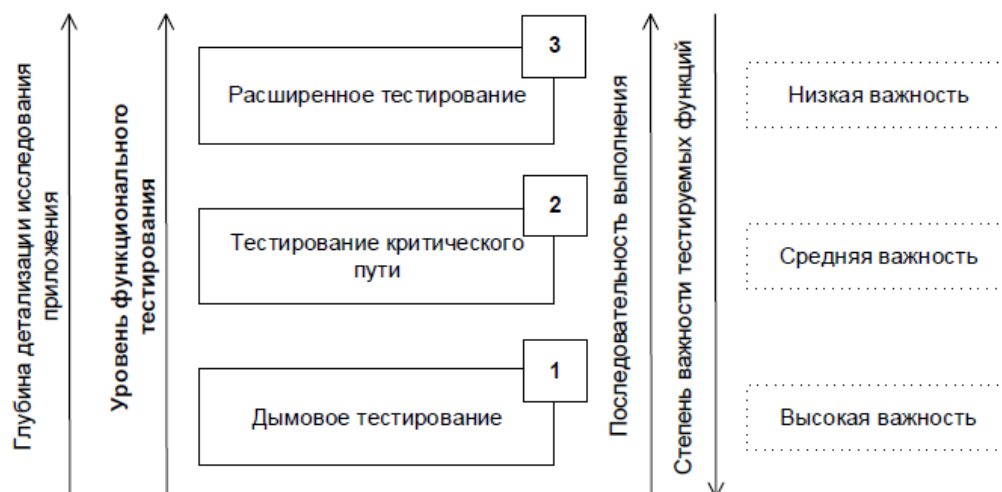 Глубина детализации исследования
приложения
Уровень функционального
тестирования
3
Расширенное тестирование
2
Тестирование критического
пути
1
Дымовое тестирование
Последовательность выполнения
Степень важности тестируемых функций
Низкая важность
Средняя важность
Высокая важность